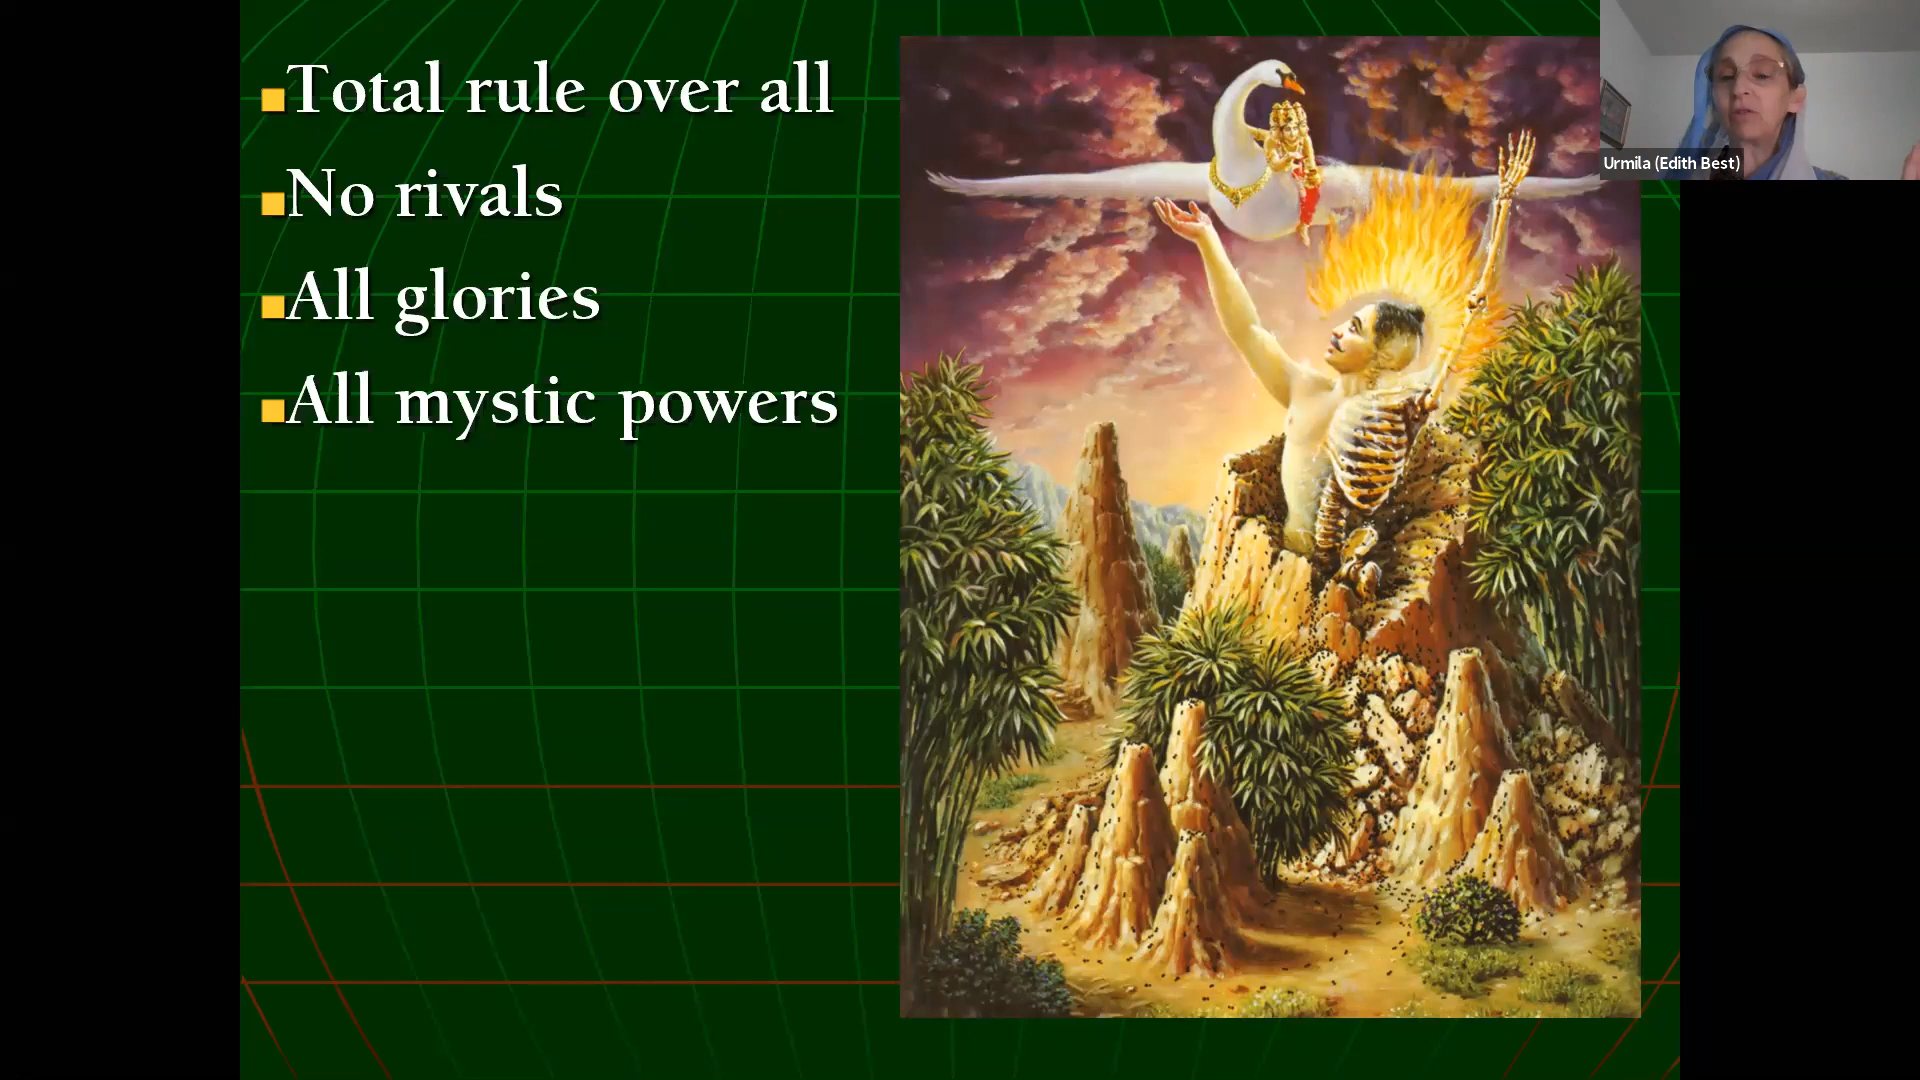 Total rule over all
No rivals
All glories
All mystic powers
Urmila (Edith Best)